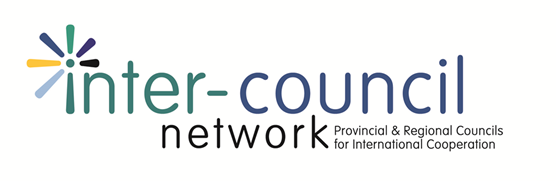 inter-council
network
Provincial & Regional Councils
for International Cooperation